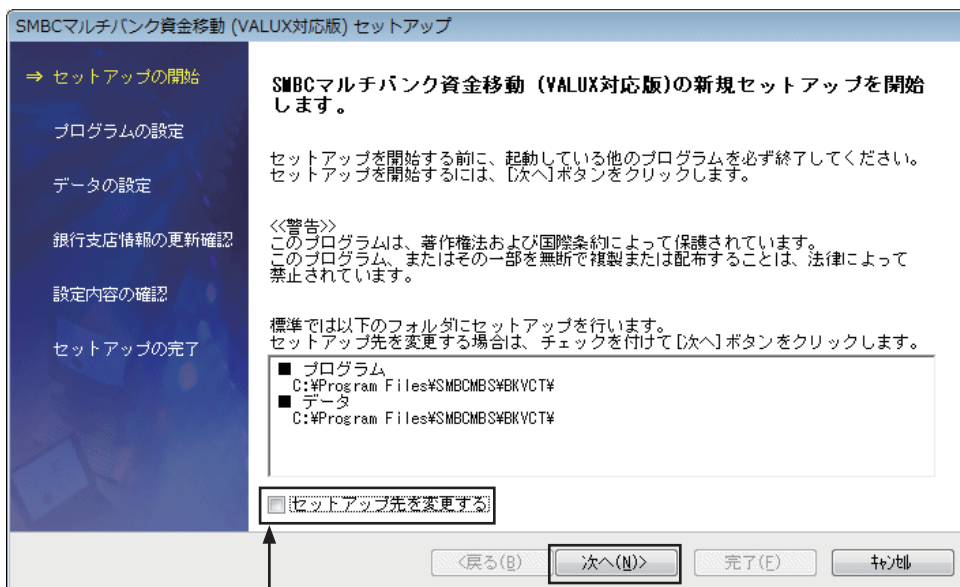 SMBCマルチバンク資金移動 (VALUX対応版) セットアップ
⇒ セットアップの開始
プログラムの設定
データの設定
銀行支店情報の更新確認
設定内容の確認
セットアップの完了
SMBCマルチバンク資金移動 (VALUX対応版)の新規セットアップを開始
します。
セットアップを開始する前に、起動している他のプログラムを必ず終了してください。
セットアップを開始するには、[次へ]ボタンをクリックします。
<<警告>>
このプログラムは、著作権法および国際条約によって保護されています。
このプログラム、またはその一部を無断で複製または配布することは、法律によって
禁止されています。
標準では以下のフォルダにセットアップを行います。
セットアップ先を変更する場合は、チェックを付けて[次へ]ボタンをクリックします。
■ プログラム
C:¥Program Files¥SMBCMBS¥BKVCT¥
■ データ
C:¥Program Files¥SMBCMBS¥BKVCT¥
セットアップ先を変更する
<戻る(B)
次へ(N)>
完了(F)
ｷｬﾝｾﾙ